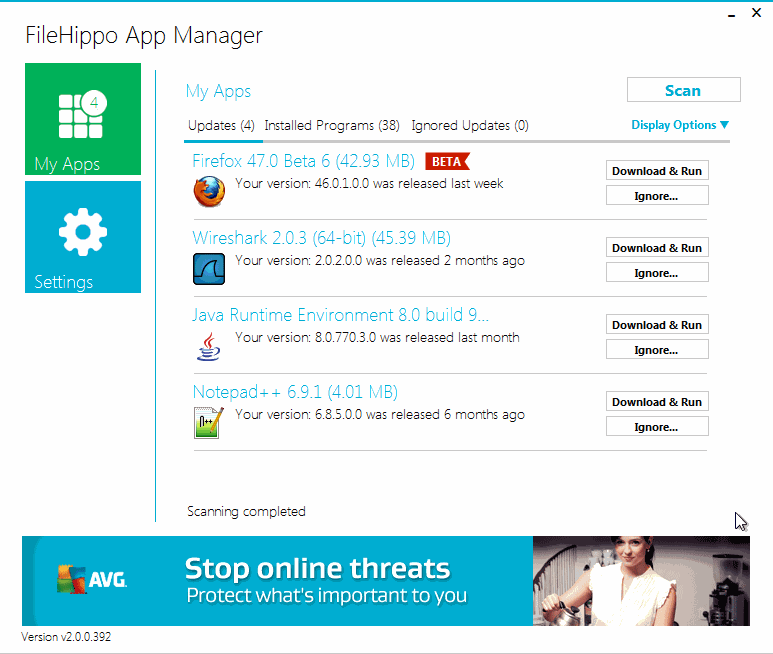 FileHippo App Manager
4
My Apps
Settings
My Apps
Scan
Updates (4) Installed Programs (38) Ignored Updates (0)
Display Options ▼
Firefox 47.0 Beta 6 (42.93 MB) BETA
Your version: 46.0.1.0.0 was released last week
Download & Run
Ignore...
Wireshark 2.0.3 (64-bit) (45.39 MB)
Your version: 2.0.2.0.0 was released 2 months ago
Download & Run
Ignore...
Java Runtime Environment 8.0 build 9...
Your version: 8.0.770.3.0 was released last month
Download & Run
Ignore...
Notepad++ 6.9.1 (4.01 MB)
Your version: 6.8.5.0.0 was released 6 months ago
Download & Run
Ignore...
Scanning completed
AVG.
Stop online threats
Protect what's important to you
Version v2.0.0.392